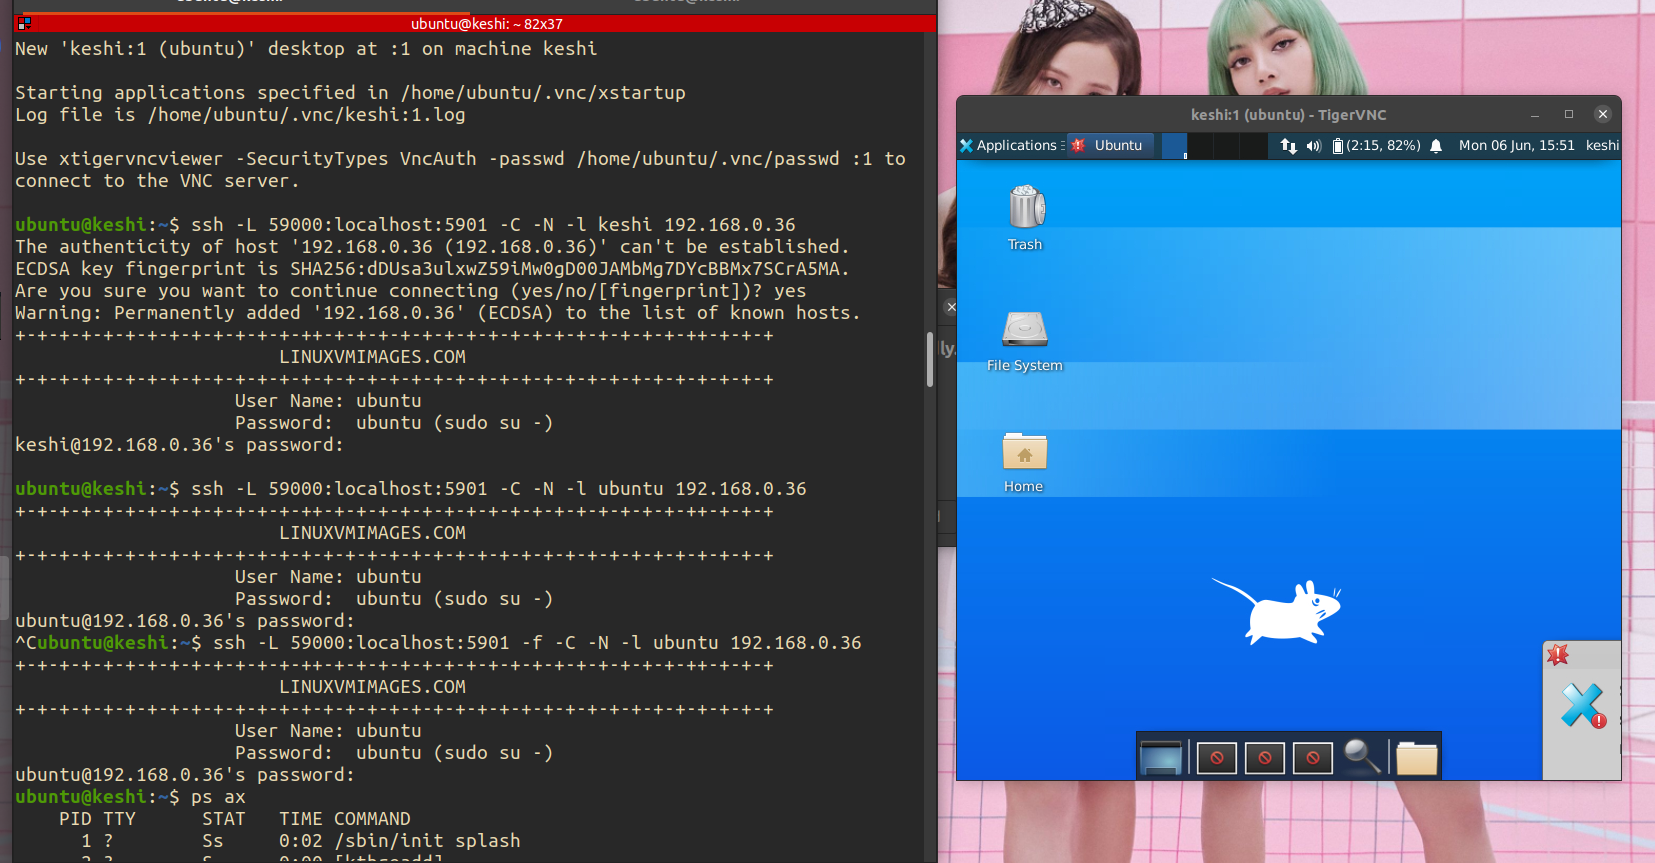 ubuntu@keshi: ~ 82x37
New 'keshi:1 (ubuntu)' desktop at :1 on machine keshi
Starting applications specified in /home/ubuntu/.vnc/xstartup
Log file is /home/ubuntu/.vnc/keshi:1.log
Use xtigervncviewer -SecurityTypes VncAuth -passwd /home/ubuntu/.vnc/passwd :1 to
connect to the VNC server.
ubuntu@keshi:~$ ssh -L 59000:localhost:5901 -C -N -l keshi 192.168.0.36
The authenticity of host '192.168.0.36 (192.168.0.36)' can't be established.
ECDSA key fingerprint is SHA256:dDUsa3ulxwZ59iMw0gD00JAMbMg7DYcBBMx7SCrA5MA.
Are you sure you want to continue connecting (yes/no/[fingerprint])? yes
Warning: Permanently added '192.168.0.36' (ECDSA) to the list of known hosts.
+-+-+-+-+-+-+-+-+-+-+-+-+-++-+-+-+-+-+-+-+-+-+-+-+-+-+-+-+-++-+-+-+-+
LINUXVMIMAGES.COM
+-+-+-+-+-+-+-+-+-+-+-+-+-++-+-+-+-+-+-+-+-+-+-+-+-+-+-+-+-++-+-+-+-+
User Name: ubuntu
Password:  ubuntu (sudo su -)
keshi@192.168.0.36's password:
ubuntu@keshi:~$ ssh -L 59000:localhost:5901 -C -N -l ubuntu 192.168.0.36
+-+-+-+-+-+-+-+-+-+-+-+-+-++-+-+-+-+-+-+-+-+-+-+-+-+-+-+-+-++-+-+-+-+
LINUXVMIMAGES.COM
+-+-+-+-+-+-+-+-+-+-+-+-+-++-+-+-+-+-+-+-+-+-+-+-+-+-+-+-+-++-+-+-+-+
User Name: ubuntu
Password:  ubuntu (sudo su -)
ubuntu@192.168.0.36's password:
^Cubuntu@keshi:~$ ssh -L 59000:localhost:5901 -f -C -N -l ubuntu 192.168.0.36
+-+-+-+-+-+-+-+-+-+-+-+-+-++-+-+-+-+-+-+-+-+-+-+-+-+-+-+-+-++-+-+-+-+
LINUXVMIMAGES.COM
+-+-+-+-+-+-+-+-+-+-+-+-+-++-+-+-+-+-+-+-+-+-+-+-+-+-+-+-+-++-+-+-+-+
User Name: ubuntu
Password:  ubuntu (sudo su -)
ubuntu@192.168.0.36's password:
ubuntu@keshi:~$ ps ax
PID TTY      STAT   TIME COMMAND
1 ?        Ss     0:02 /sbin/init splash
keshi:1 (ubuntu) - TigerVNC
Applications Ubuntu (2:15, 82%) Mon 06 Jun, 15:51 keshi
Trash
File System
Home